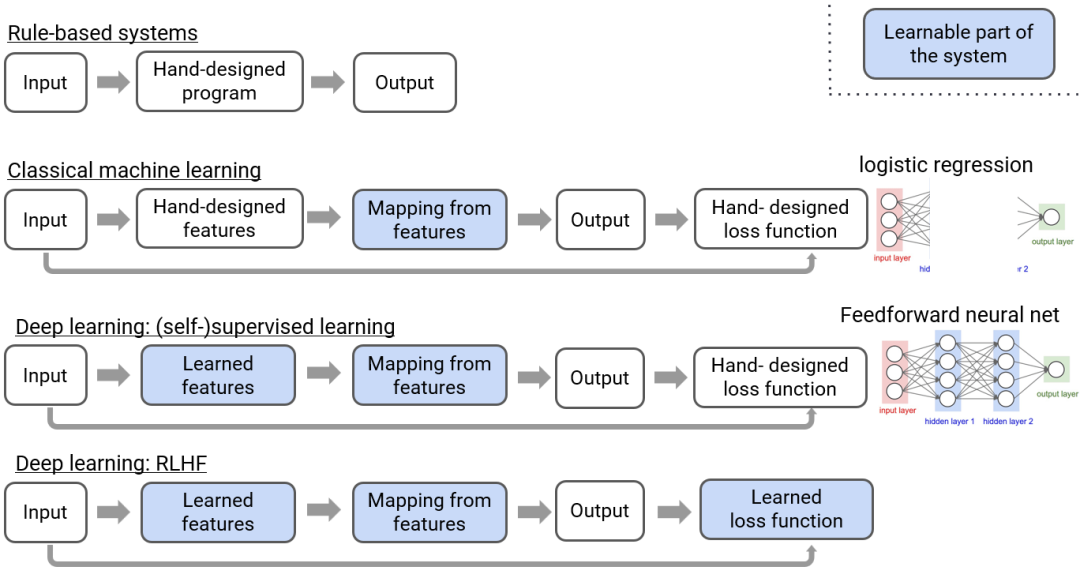 Rule-based systems
Input
Hand-designed
program
Output
Learnable part of
the system
Classical machine learning
Input
Hand-designed
features
Mapping from
features
Output
Hand- designed
loss function
logistic regression
input layer
hid
r 2
output layer
Deep learning: (self-)supervised learning
Input
Learned
features
Mapping from
features
Output
Hand- designed
loss function
Feedforward neural net
input layer
hidden layer 1
hidden layer 2
output layer
Deep learning: RLHF
Input
Learned
features
Mapping from
features
Output
Learned
loss function